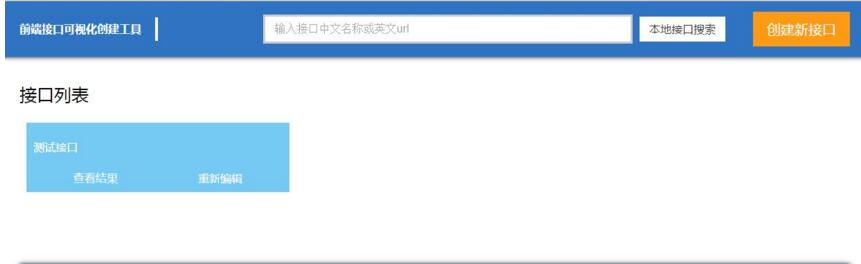 前端接口可视化创建工具
输入接口中文名称或英文url
本地接口搜索
创建新接口
接口列表
测试接口
查看结果 重新编辑